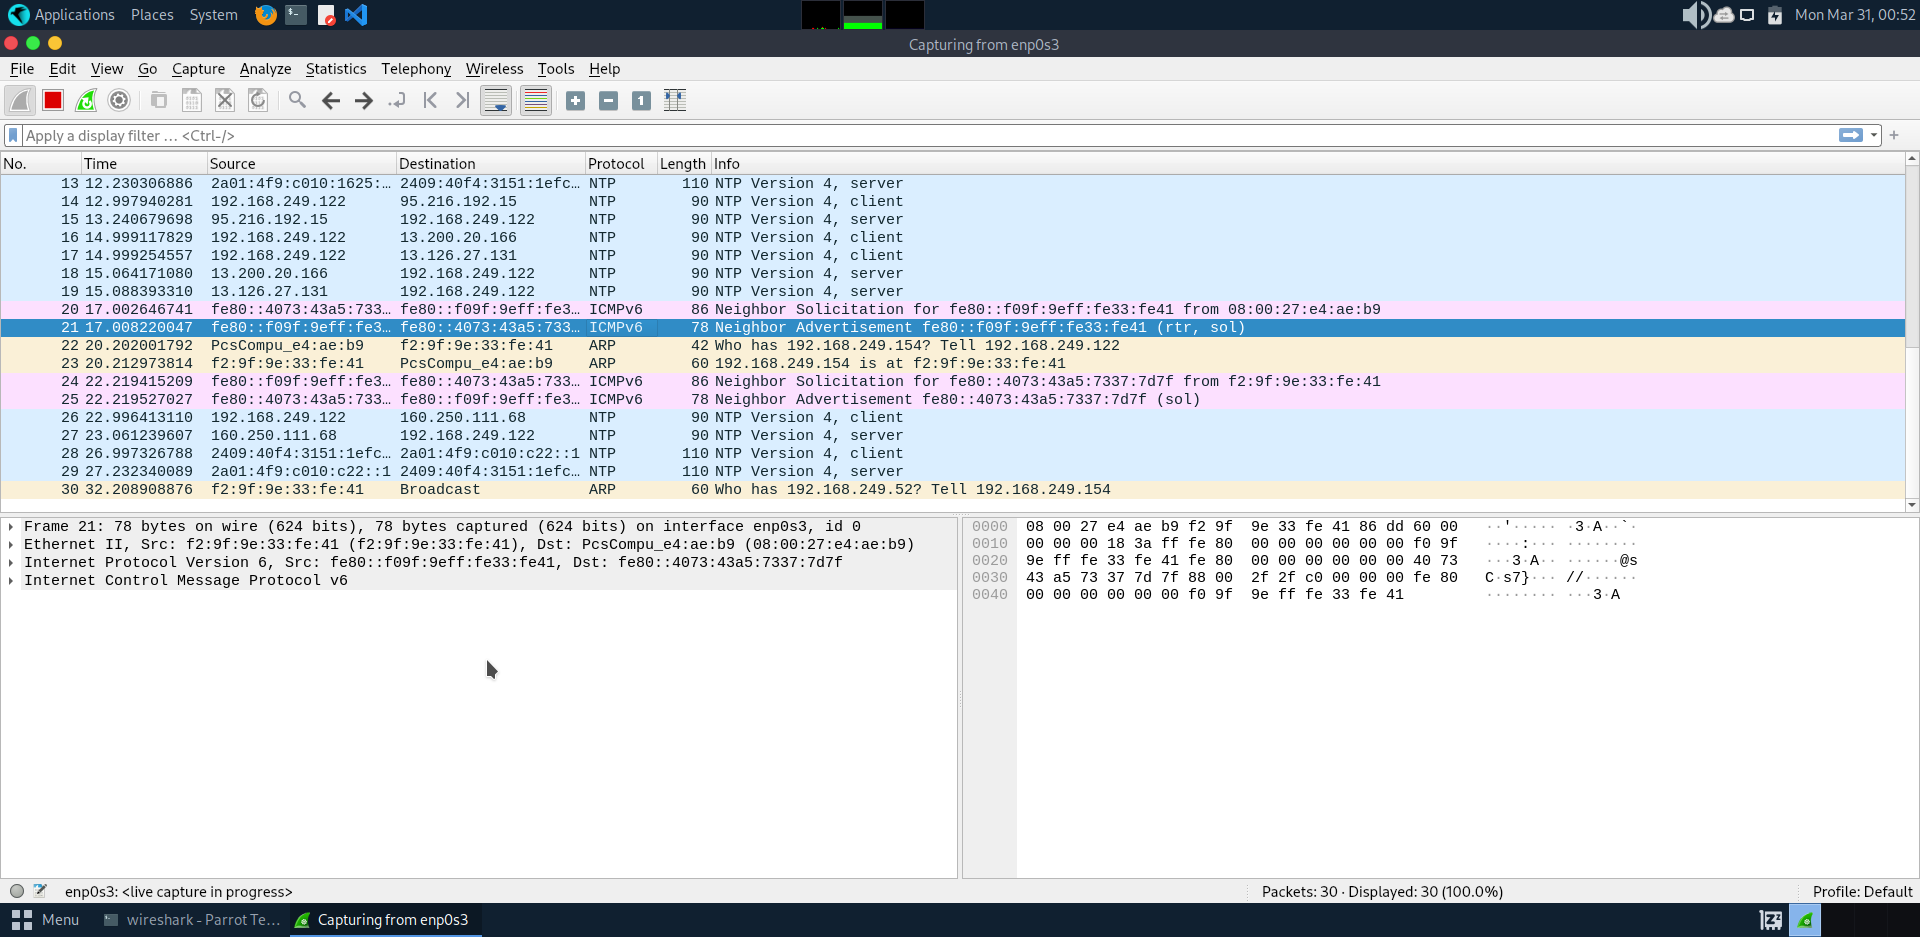 Applications Places System Mon Mar 31, 00:52
Capturing from enp0s3
File Edit View Go Capture Analyze Statistics Telephony Wireless Tools Help
Apply a display filter … <Ctrl-/>
No. Time Source Destination Protocol Length Info
13 12.230306886 2a01:4f9:c010:1625:… 2409:40f4:3151:1efc… NTP 110 NTP Version 4, server
14 12.997940281 192.168.249.122 95.216.192.15 NTP 90 NTP Version 4, client
15 13.240679698 95.216.192.15 192.168.249.122 NTP 90 NTP Version 4, server
16 14.999117829 192.168.249.122 13.200.20.166 NTP 90 NTP Version 4, client
17 14.999254557 192.168.249.122 13.126.27.131 NTP 90 NTP Version 4, client
18 15.064171080 13.200.20.166 192.168.249.122 NTP 90 NTP Version 4, server
19 15.088393310 13.126.27.131 192.168.249.122 NTP 90 NTP Version 4, server
20 17.002646741 fe80::4073:43a5:733… fe80::f09f:9eff:fe3… ICMPv6 86 Neighbor Solicitation for fe80::f09f:9eff:fe33:fe41 from 08:00:27:e4:ae:b9
21 17.008220047 fe80::f09f:9eff:fe3… fe80::4073:43a5:733… ICMPv6 78 Neighbor Advertisement fe80::f09f:9eff:fe33:fe41 (rtr, sol)
22 20.202001792 PcsCompu_e4:ae:b9 f2:9f:9e:33:fe:41 ARP 42 Who has 192.168.249.154? Tell 192.168.249.122
23 20.212973814 f2:9f:9e:33:fe:41 PcsCompu_e4:ae:b9 ARP 60 192.168.249.154 is at f2:9f:9e:33:fe:41
24 22.219415209 fe80::f09f:9eff:fe3… fe80::4073:43a5:733… ICMPv6 86 Neighbor Solicitation for fe80::4073:43a5:7337:7d7f from f2:9f:9e:33:fe:41
25 22.219527027 fe80::4073:43a5:733… fe80::f09f:9eff:fe3… ICMPv6 78 Neighbor Advertisement fe80::4073:43a5:7337:7d7f (sol)
26 22.996413110 192.168.249.122 160.250.111.68 NTP 90 NTP Version 4, client
27 23.061239607 160.250.111.68 192.168.249.122 NTP 90 NTP Version 4, server
28 26.997326788 2409:40f4:3151:1efc… 2a01:4f9:c010:c22::1 NTP 110 NTP Version 4, client
29 27.232340089 2a01:4f9:c010:c22::1 2409:40f4:3151:1efc… NTP 110 NTP Version 4, server
30 32.208908876 f2:9f:9e:33:fe:41 Broadcast ARP 60 Who has 192.168.249.52? Tell 192.168.249.154
Frame 21: 78 bytes on wire (624 bits), 78 bytes captured (624 bits) on interface enp0s3, id 0
Ethernet II, Src: f2:9f:9e:33:fe:41 (f2:9f:9e:33:fe:41), Dst: PcsCompu_e4:ae:b9 (08:00:27:e4:ae:b9)
Internet Protocol Version 6, Src: fe80::f09f:9eff:fe33:fe41, Dst: fe80::4073:43a5:7337:7d7f
Internet Control Message Protocol v6
0000 08 00 27 e4 ae b9 f2 9f 9e 33 fe 41 86 dd 60 00 ··'····· ·3·A··`·
0010 00 00 00 18 3a ff fe 80 00 00 00 00 00 00 f0 9f ····:··· ········
0020 9e ff fe 33 fe 41 fe 80 00 00 00 00 00 00 40 73 ···3·A·· ······@s
0030 43 a5 73 37 7d 7f 88 00 2f 2f c0 00 00 00 fe 80 C·s7}··· //······
0040 00 00 00 00 00 00 f0 9f 9e ff fe 33 fe 41 ········ ···3·A
enp0s3: <live capture in progress> Packets: 30 · Displayed: 30 (100.0%) Profile: Default
Menu wireshark - Parrot Te… Capturing from enp0s3